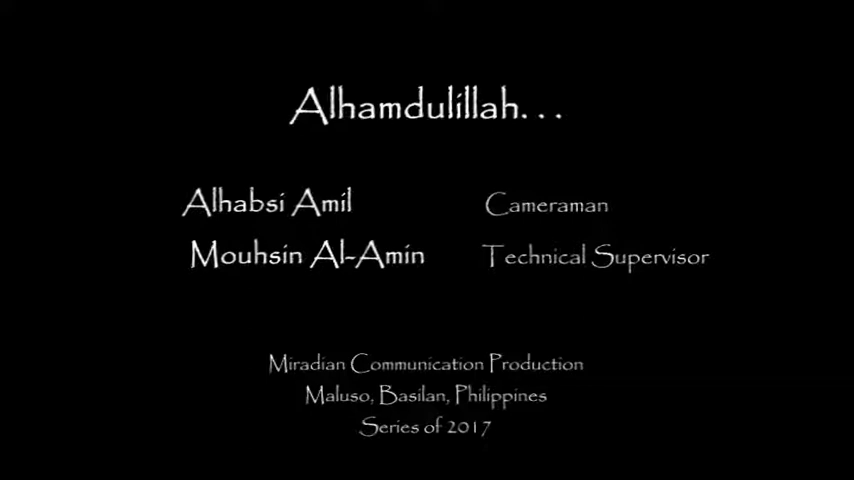 Alhamdulillah...
Alhabsi Amil Cameraman
Mouhsin Al-Amin Technical Supervisor
Miradian Communication Production
Maluso, Basilan, Philippines
Series of 2017